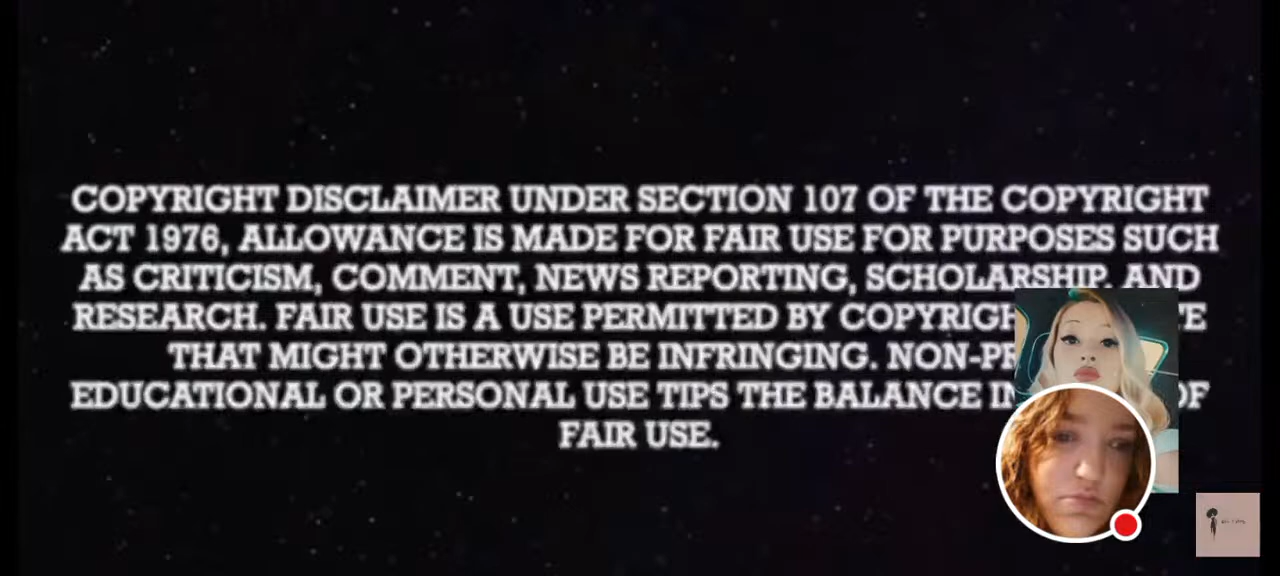 COPYRIGHT DISCLAIMER UNDER SECTION 107 OF THE COPYRIGHT
ACT 1976, ALLOWANCE IS MADE FOR FAIR USE FOR PURPOSES SUCH
AS CRITICISM, COMMENT, NEWS REPORTING, SCHOLARSHIP, AND
RESEARCH. FAIR USE IS A USE PERMITTED BY
THAT MIGHT OTHERWISE BE INFRINGING.
EDUCATIONAL OR PERSONAL USE TIPS THE BALANCE OF
FAIR USE.